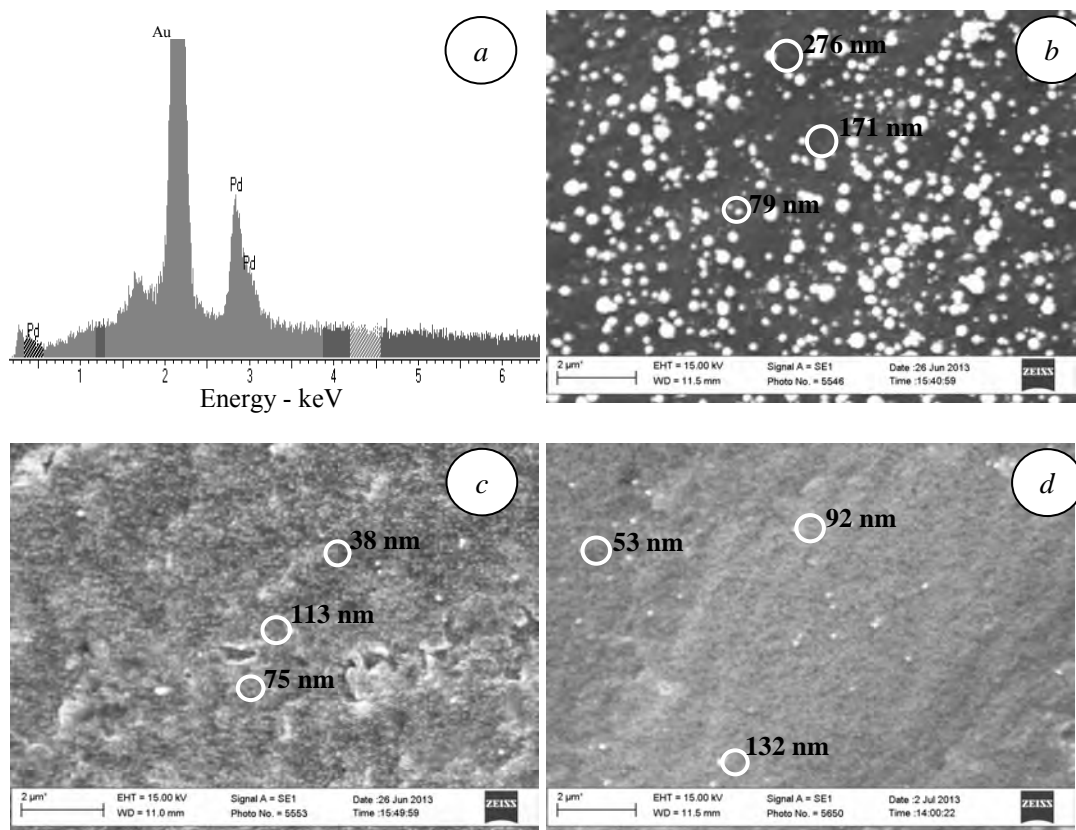 Au
a
Pd
Pd
Pd
1 2 3 4 5 6
Energy - keV
b
276 nm
171 nm
79 nm
2 µm*
EHT = 15.00 kV
WD = 11.5 mm
Signal A = SE1
Photo No. = 5546
Date :26 Jun 2013
Time :15:40:59
ZEISS
c
38 nm
113 nm
75 nm
2 µm*
EHT = 15.00 kV
WD = 11.0 mm
Signal A = SE1
Photo No. = 5553
Date :26 Jun 2013
Time :15:49:59
ZEISS
d
92 nm
53 nm
132 nm
2 µm*
EHT = 15.00 kV
WD = 11.5 mm
Signal A = SE1
Photo No. = 5650
Date :2 Jul 2013
Time :14:00:22
ZEISS